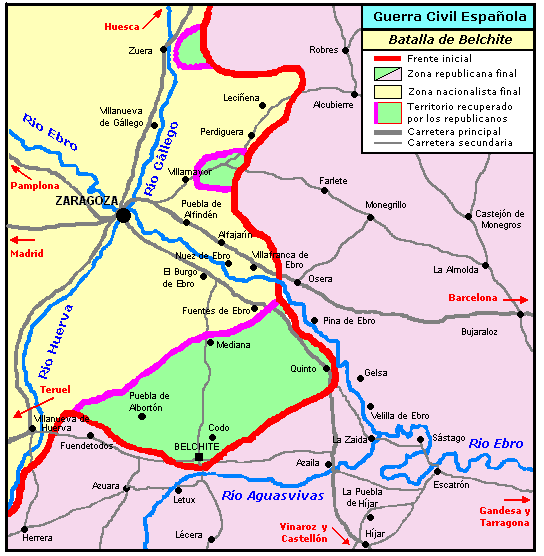 Guerra Civil Española
Batalla de Belchite
Frente inicial
Zona republicana final
Zona nacionalista final
Territorio recuperado
por los republicanos
Carretera principal
Carretera secundaria
Huesca
Zuera
Robres
Leciñena
Alcubierre
Villanueva
de Gállego
Río Ebro
Perdiguera
Río Gállego
Villamayor
Pamplona
Farlete
ZARAGOZA
Puebla de
Alfindén
Monegrillo
Castejón de
Monegros
Alfajarín
Madrid
Nuez de Ebro
Villafranca de
Ebro
La Almolda
El Burgo
de Ebro
Osera
Barcelona
Fuentes de Ebro
Pina de Ebro
Bujaraloz
Río Huerva
Mediana
Quinto
Gelsa
Teruel
Puebla de
Albortón
Velilla de Ebro
Villanueva de
Huerva
Codo
Fuendetodos
BELCHITE
La Zaida
Sástago
Río Ebro
Azaila
Azuara
Letux
Río Aguasvivas
Escatrón
La Puebla
de Híjar
Gandesa y
Tarragona
Herrera
Lécera
Vinaroz y
Castellón
Híjar